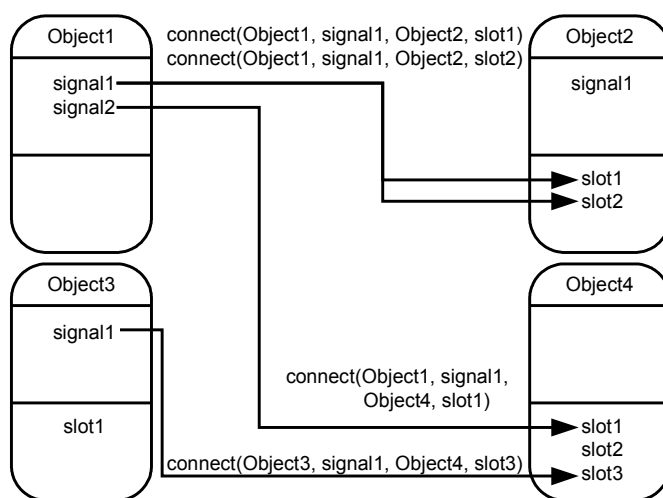 Object1
signal1
signal2
connect(Object1, signal1, Object2, slot1)
connect(Object1, signal1, Object2, slot2)
Object2
signal1
slot1
slot2
Object3
signal1
slot1
connect(Object1, signal1,
Object4, slot1)
connect(Object3, signal1, Object4, slot3)
Object4
slot1
slot2
slot3